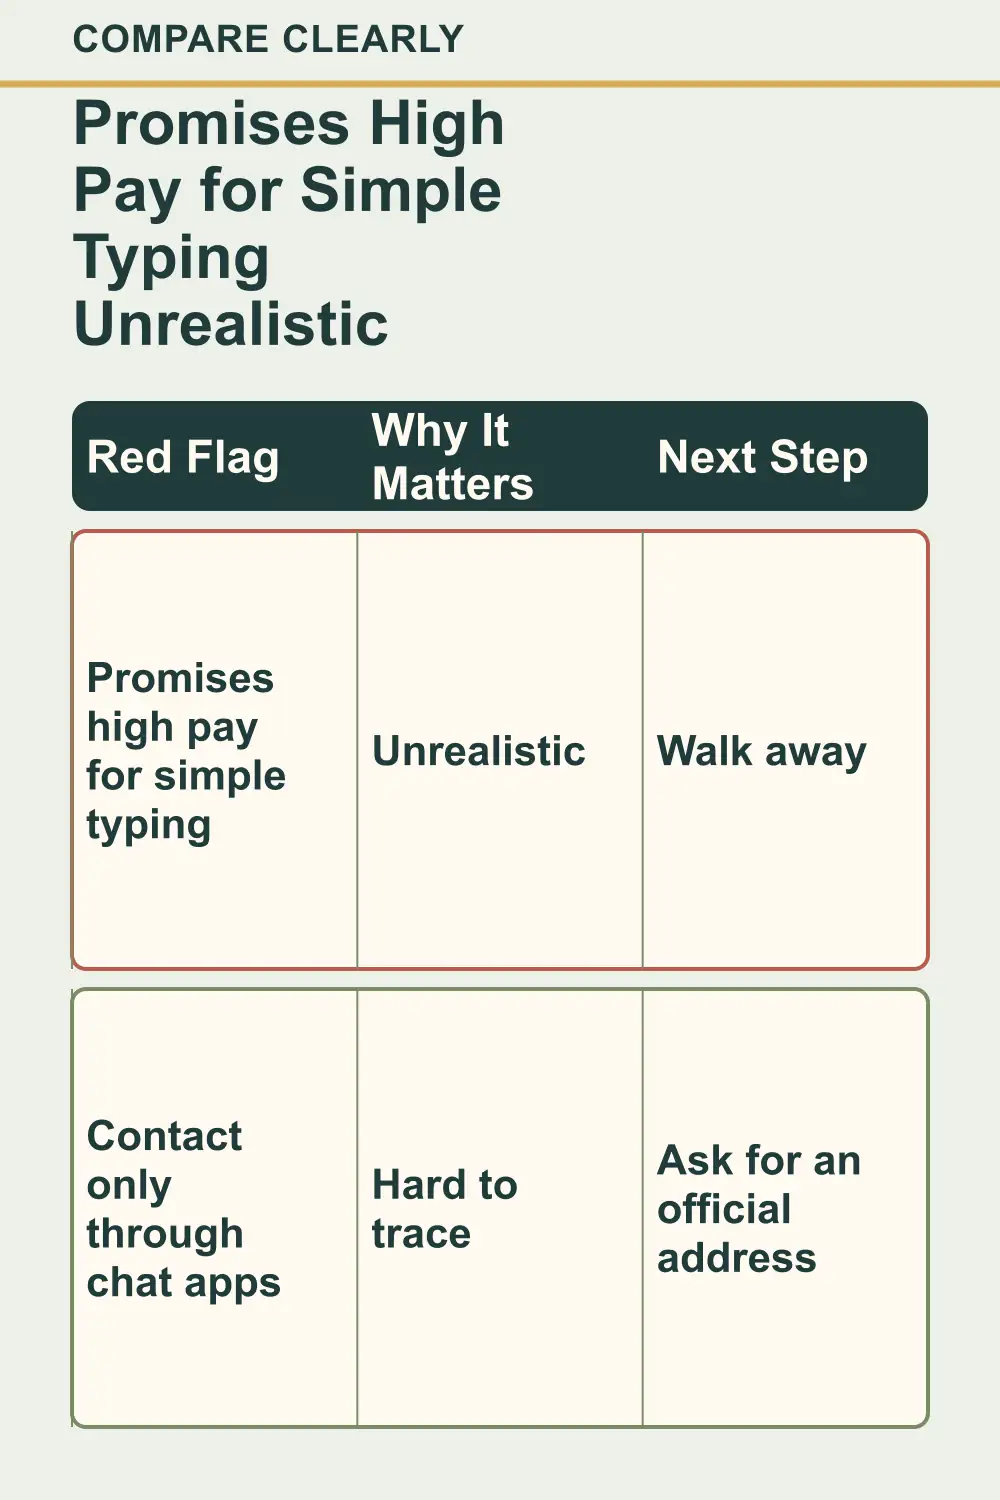 COMPARE CLEARLY
Promises High
Pay for Simple
Typing
Unrealistic
Red Flag
Why It
Matters
Next Step
Promises
high pay
for simple
typing
Unrealistic
Walk away
Contact
only
through
chat apps
Hard to
trace
Ask for an
official
address